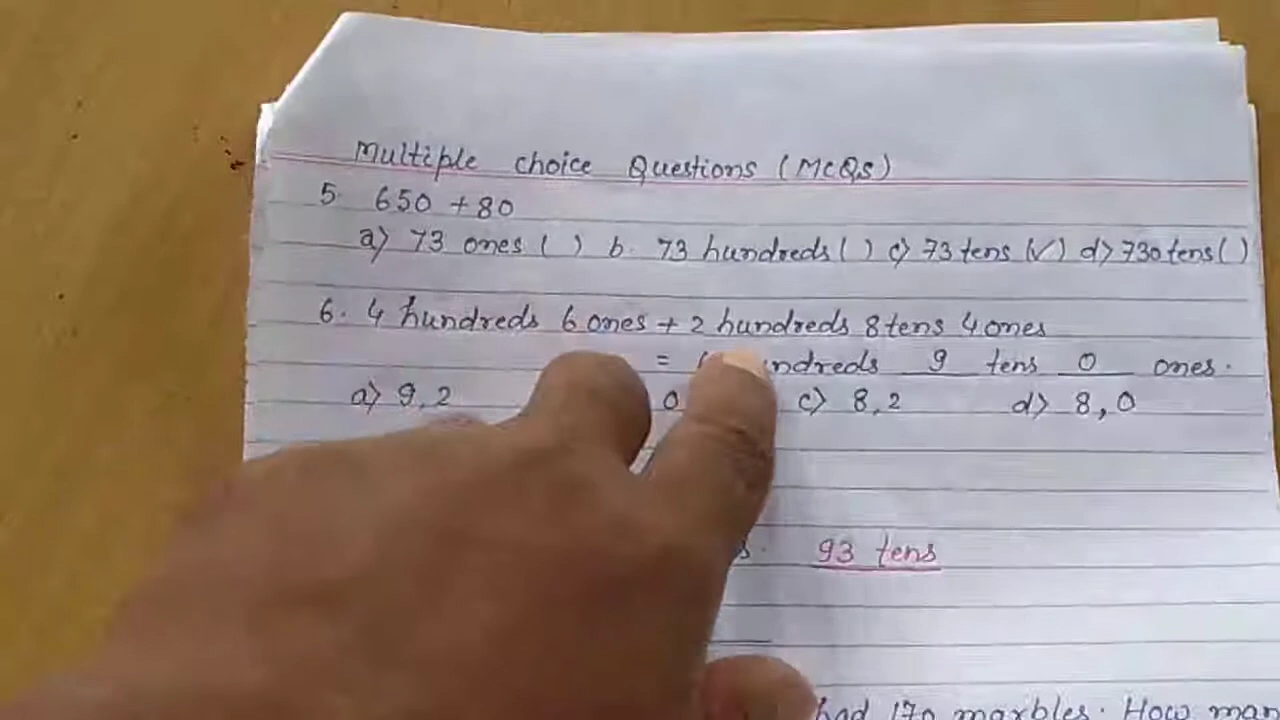 Multiple choice Questions (MCQS)
5. 650 + 80
a) 73 ones ( ) b. 73 hundreds ( ) c) 73 tens (✓) d) 730 tens ( )
6. 4 hundreds 6 ones + 2 hundreds 8 tens 4 ones
= 9 tens 0 ones.
a) 9,2 0 c) 8,2 d) 8,0
93 tens
had 170 marbles. How